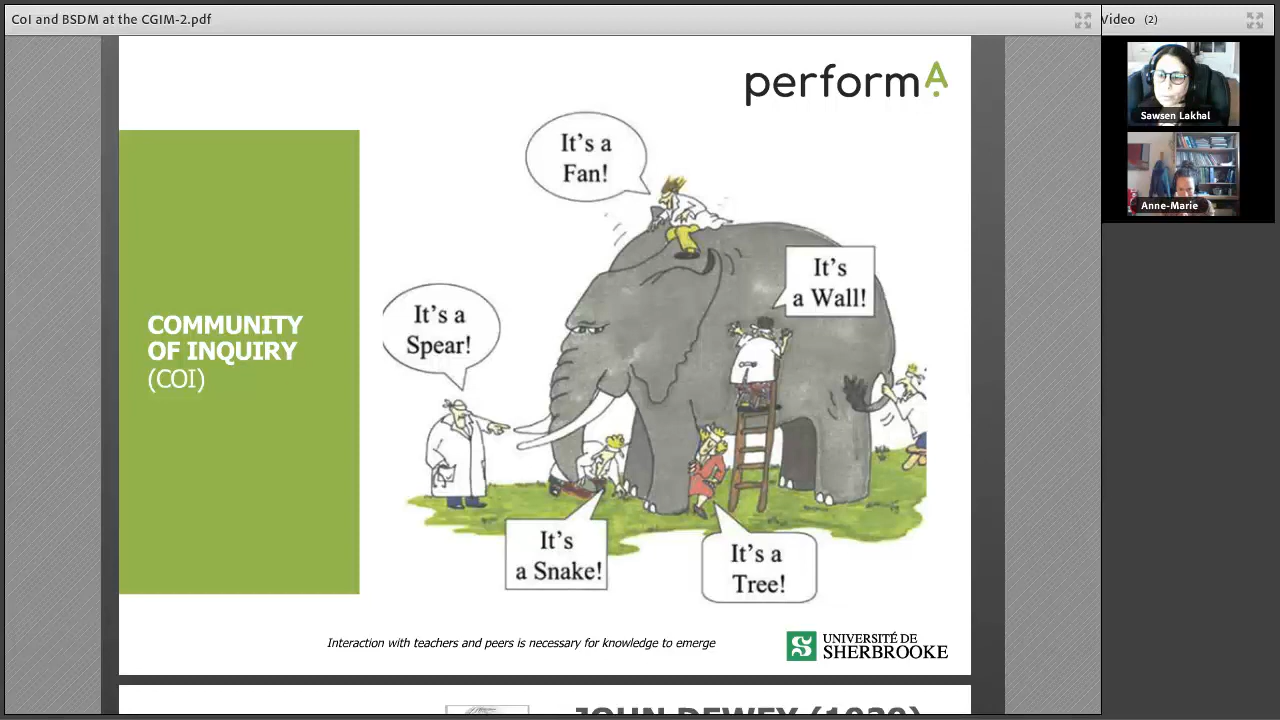 CoI and BSDM at the CGIM-2.pdf
Video (2)
Sawsen Lakhal
Anne-Marie
performA
COMMUNITY
OF INQUIRY
(COI)
It's a
Fan!
It's
a Wall!
It's a
Spear!
It's
a Snake!
It's a
Tree!
Interaction with teachers and peers is necessary for knowledge to emerge
UNIVERSITÉ DE
SHERBROOKE
JOHN DEWEY (1939)